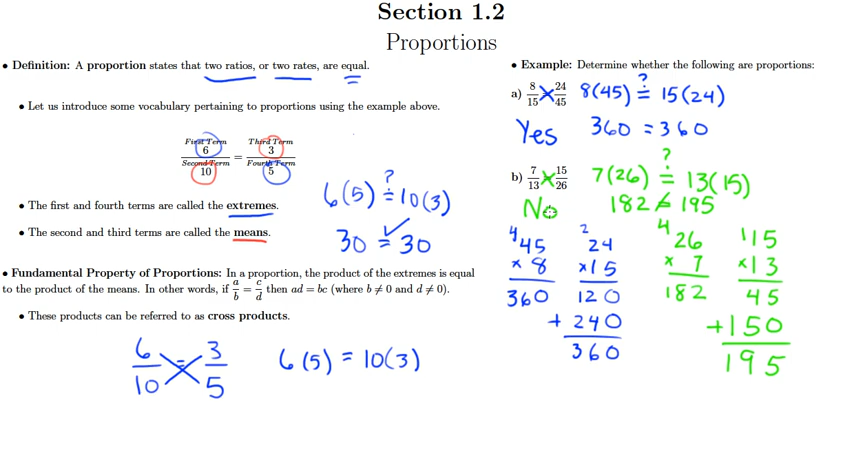 Section 1.2
Proportions
• Definition: A proportion states that two ratios, or two rates, are equal.
• Let us introduce some vocabulary pertaining to proportions using the example above.
First Term Third Term
6/10 = 3/5
Second Term Fourth Term
• The first and fourth terms are called the extremes.
• The second and third terms are called the means.
6(5) ?= 10(3)
30 = 30 ✓
• Fundamental Property of Proportions: In a proportion, the product of the extremes is equal
to the product of the means. In other words, if a/b = c/d, then ad = bc (where b ≠ 0 and d ≠ 0).
• These products can be referred to as cross products.
6/10 = 3/5 6(5) = 10(3)
• Example: Determine whether the following are proportions:
a) 8/15 × 24/45 8(45) ?= 15(24)
Yes 360 = 360
b) 7/13 × 15/26 7(26) ?= 13(15)
No 182 ≠ 195
4 2 4 1
45 24 26 15
×8 ×15 ×7 ×13
360 120 182 45
+240 +150
360 195